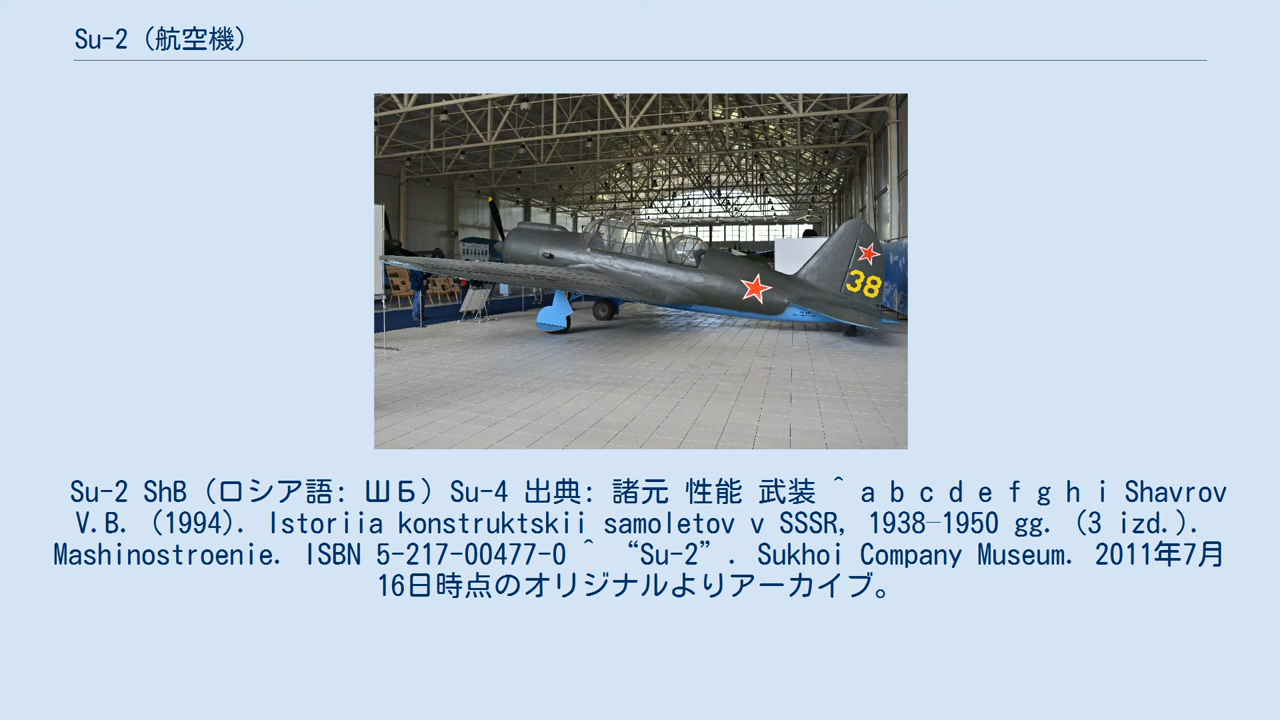 Su-2（航空機）
38
Su-2 ShB（ロシア語: ШБ）Su-4 出典: 諸元 性能 武装 ^ a b c d e f g h i Shavrov
V.B. (1994). Istoriia konstruktskii samoletov v SSSR, 1938–1950 gg. (3 izd.).
Mashinostroenie. ISBN 5-217-00477-0 ^ “Su-2”. Sukhoi Company Museum. 2011年7月
16日時点のオリジナルよりアーカイブ。